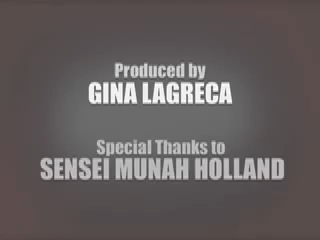 Produced by
GINA LAGRECA
Special Thanks to
SENSEI MUNAH HOLLAND